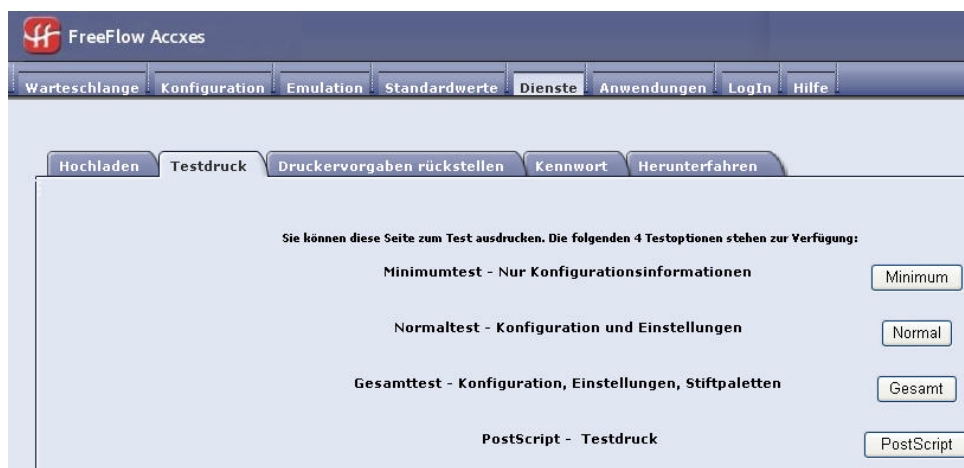 FreeFlow Accxes
Warteschlange Konfiguration Emulation Standardwerte Dienste Anwendungen LogIn Hilfe
Hochladen Testdruck Druckervorgaben rückstellen Kennwort Herunterfahren
Sie können diese Seite zum Test ausdrucken. Die folgenden 4 Testoptionen stehen zur Verfügung:
Minimumtest - Nur Konfigurationsinformationen Minimum
Normaltest - Konfiguration und Einstellungen Normal
Gesamttest - Konfiguration, Einstellungen, Stiftpaletten Gesamt
PostScript - Testdruck PostScript